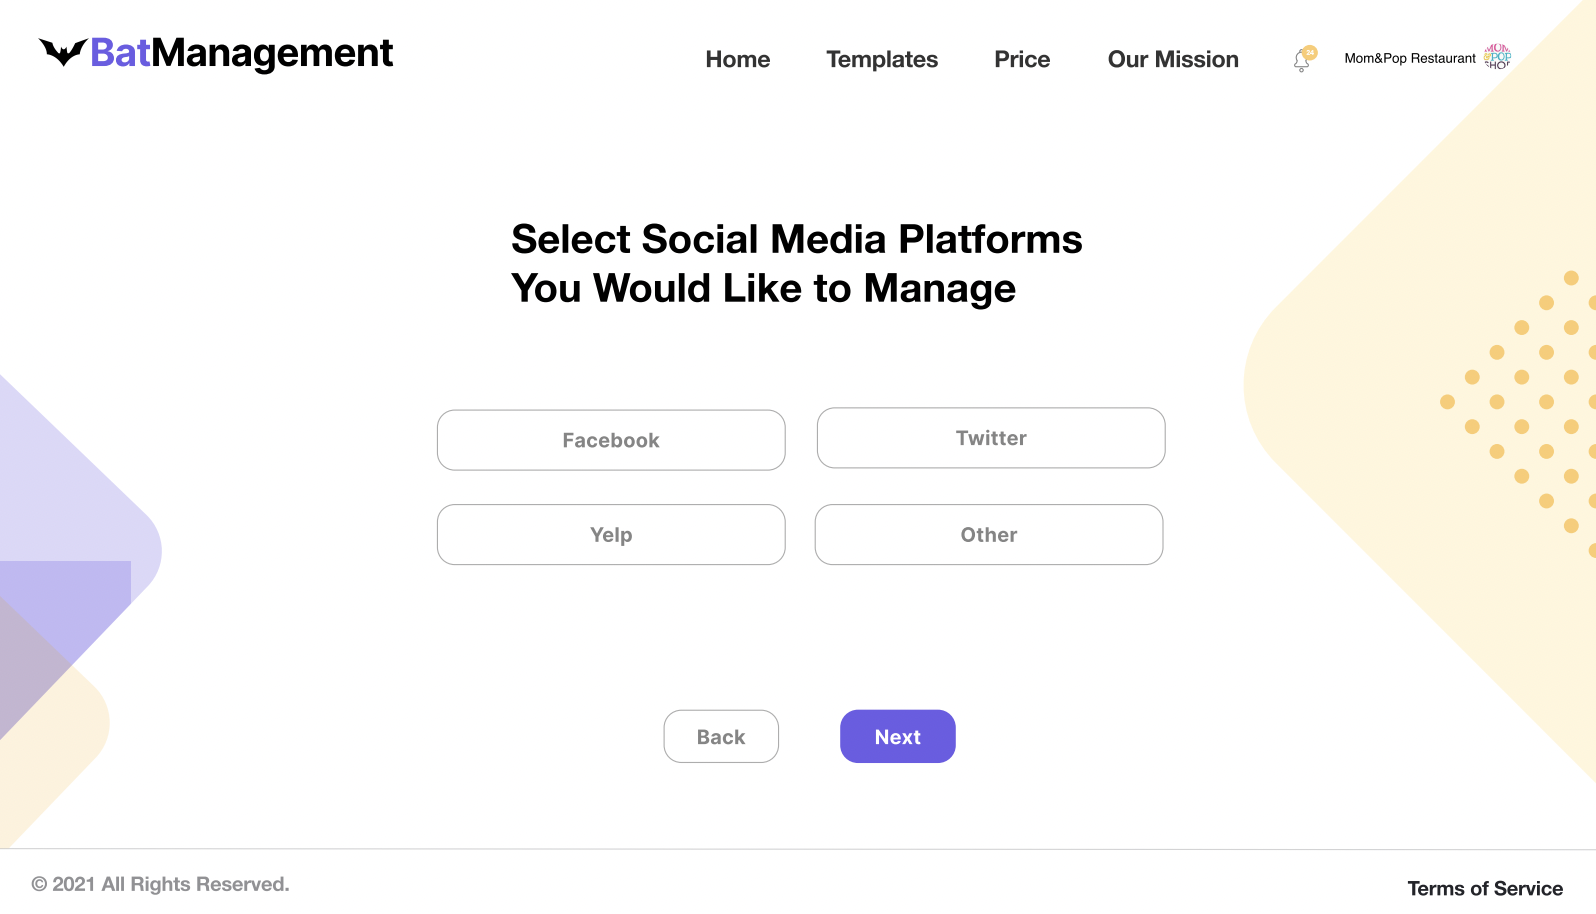 BatManagement
Home Templates Price Our Mission
34
Mom&Pop Restaurant
MOM
&POP
SHOP
Select Social Media Platforms
You Would Like to Manage
Facebook
Twitter
Yelp
Other
Back
Next
© 2021 All Rights Reserved.
Terms of Service